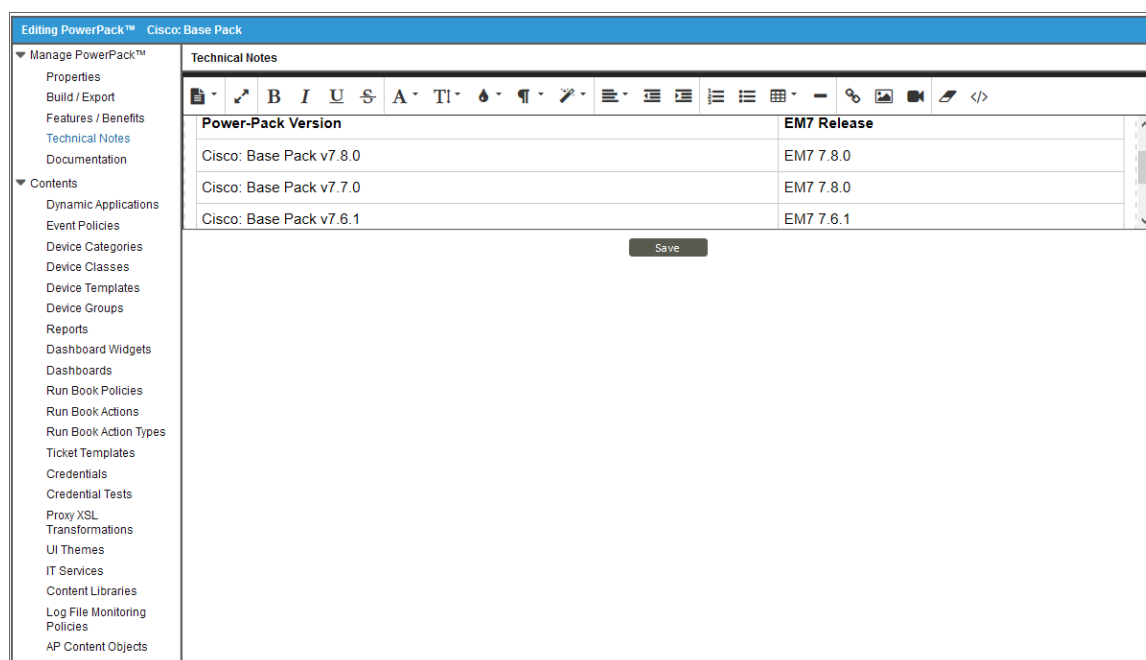 Editing PowerPack™ Cisco: Base Pack
Manage PowerPack™
Properties
Build / Export
Features / Benefits
Technical Notes
Documentation
Contents
Dynamic Applications
Event Policies
Device Categories
Device Classes
Device Templates
Device Groups
Reports
Dashboard Widgets
Dashboards
Run Book Policies
Run Book Actions
Run Book Action Types
Ticket Templates
Credentials
Credential Tests
Proxy XSL
Transformations
UI Themes
IT Services
Content Libraries
Log File Monitoring
Policies
AP Content Objects
Technical Notes
B I U S A TI ¶ </>
Power-Pack Version EM7 Release
Cisco: Base Pack v7.8.0 EM7 7.8.0
Cisco: Base Pack v7.7.0 EM7 7.8.0
Cisco: Base Pack v7.6.1 EM7 7.6.1
Save